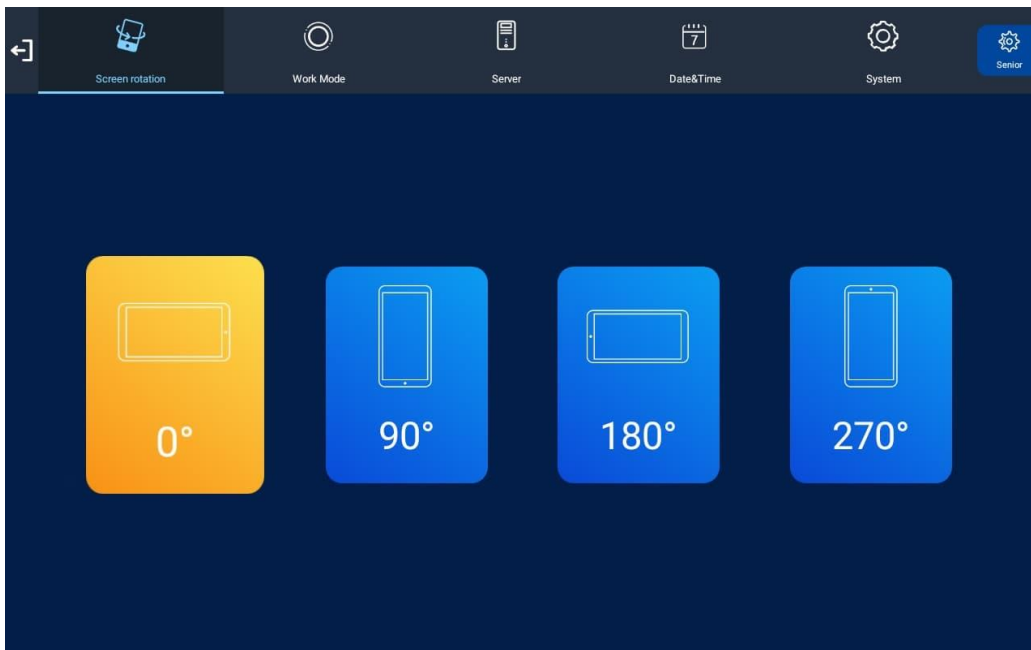 7
Screen rotation
Work Mode
Server
Date&Time
System
Senior
0°
90°
180°
270°